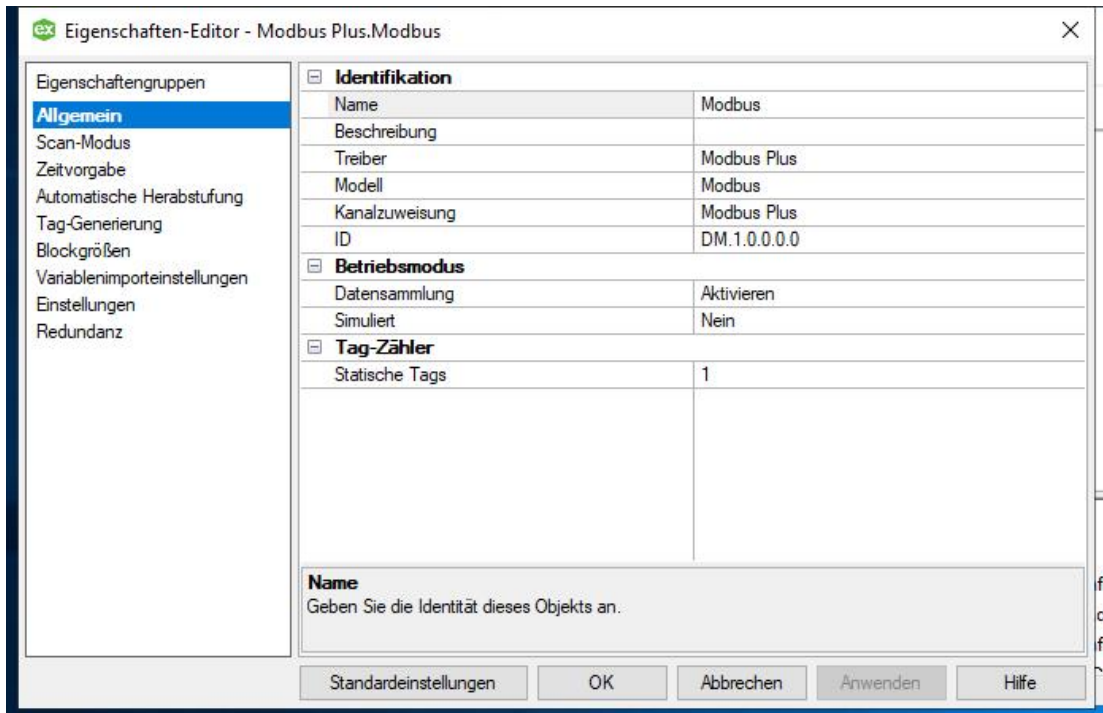 ex Eigenschaften-Editor - Modbus Plus.Modbus
Eigenschaftengruppen
Allgemein
Scan-Modus
Zeitvorgabe
Automatische Herabstufung
Tag-Generierung
Blockgrößen
Variablenimporteinstellungen
Einstellungen
Redundanz
Identifikation
Name Modbus
Beschreibung
Treiber Modbus Plus
Modell Modbus
Kanalzuweisung Modbus Plus
ID DM.1.0.0.0.0
Betriebsmodus
Datensammlung Aktivieren
Simuliert Nein
Tag-Zähler
Statische Tags 1
Name
Geben Sie die Identität dieses Objekts an.
Standardeinstellungen OK Abbrechen Anwenden Hilfe